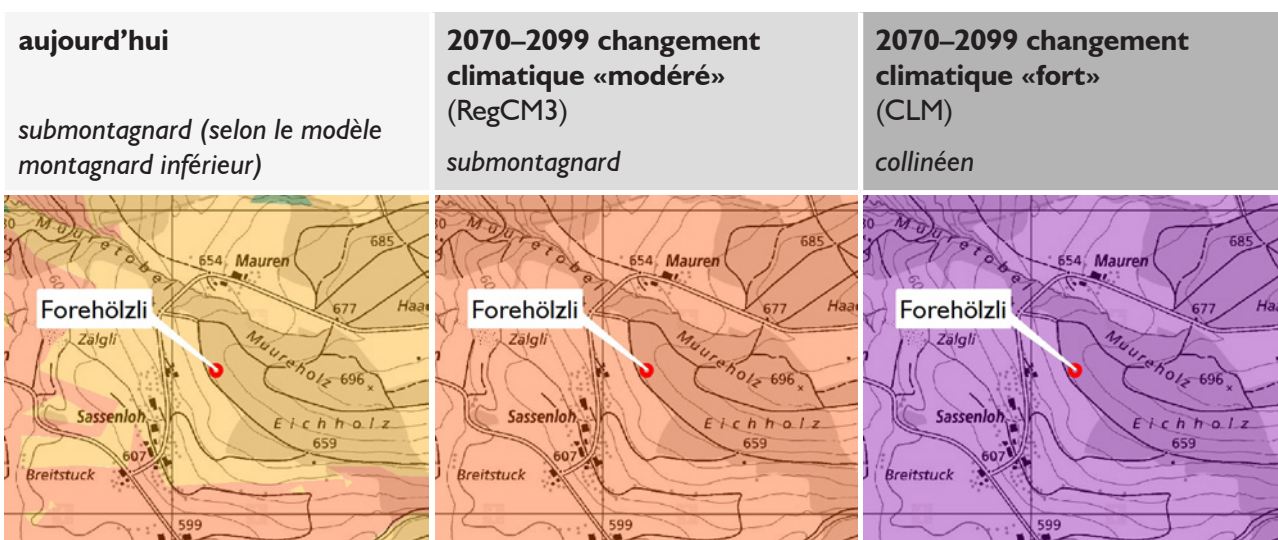 aujourd’hui
submontagnard (selon le modèle
montagnard inférieur)
2070–2099 changement
climatique «modéré»
(RegCM3)
submontagnard
2070–2099 changement
climatique «fort»
(CLM)
collinéen
Muuretobel
654
Mauren
685
Forehölzli
677
Haa
Zälgli
Muureholz
696
Sassenloh
Eichholz
659
607
Breitstuck
599
Muuretobel
654
Mauren
685
Forehölzli
677
Haa
Zälgli
Muureholz
696
Sassenloh
Eichholz
659
607
Breitstuck
599
Muuretobel
654
Mauren
685
Forehölzli
677
Ha
Zälgli
Muureholz
696
Sassenloh
Eichholz
659
607
Breitstuck
599